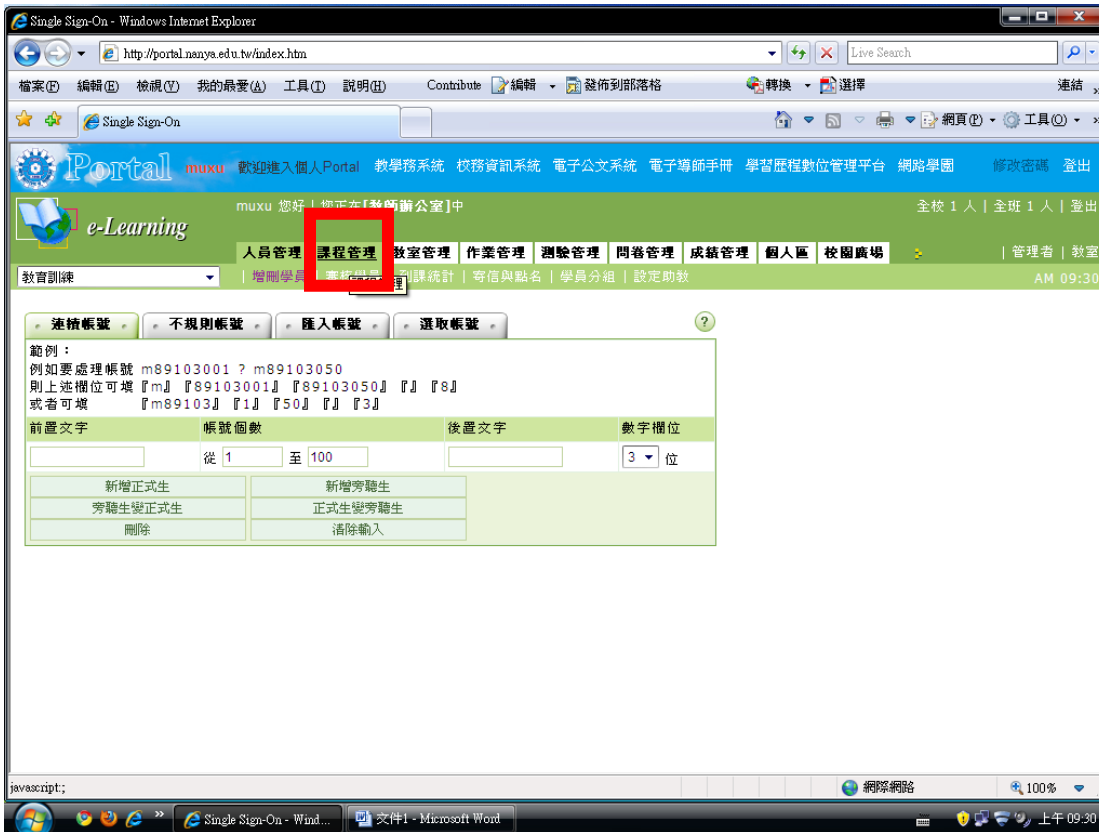 Single Sign-On - Windows Internet Explorer
http://portal.nanya.edu.tw/index.htm Live Search
檔案(F) 編輯(E) 檢視(V) 我的最愛(A) 工具(T) 說明(H) Contribute 編輯 發佈到部落格 轉換 選擇 連結 »
Single Sign-On 網頁(P) 工具(O) »
Portal muxu 歡迎進入個人Portal 教學務系統 校務資訊系統 電子公文系統 電子導師手冊 學習歷程數位管理平台 網路學園 修改密碼 登出
muxu 您好 | 您正在[教師辦公室]中 全校 1 人 | 全班 1 人 | 登出
e-Learning
人員管理 課程管理 教室管理 作業管理 測驗管理 問卷管理 成績管理 個人區 校園廣場 | 管理者 | 教室
教育訓練 | 增刪學員 | 到課統計 | 寄信與點名 | 學員分組 | 設定助教 AM 09:30
連續帳號 不規則帳號 匯入帳號 選取帳號 ?
範例：
例如要處理帳號 m89103001 ? m89103050
則上述欄位可填『m』『89103001』『89103050』『』『8』
或者可填 『m89103』『1』『50』『』『3』
前置文字 帳號個數 後置文字 數字欄位
從 1 至 100 3 位
新增正式生 新增旁聽生
旁聽生變正式生 正式生變旁聽生
刪除 清除輸入
javascript:; 網際網路 100%
» Single Sign-On - Wind... 文件1 - Microsoft Word 上午 09:30